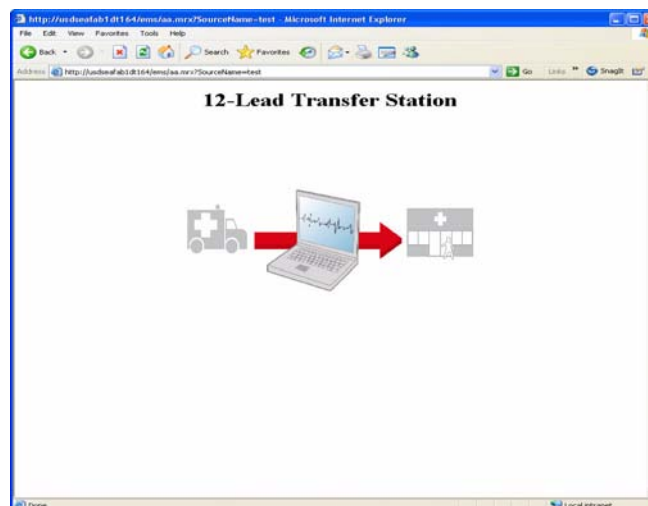 http://usdseafab1dt164/ems/aa.mrx?SourceName=test - Microsoft Internet Explorer
File Edit View Favorites Tools Help
Back Search Favorites
Address http://usdseafab1dt164/ems/aa.mrx?SourceName=test Go Links » SnagIt
12-Lead Transfer Station
Done Local intranet